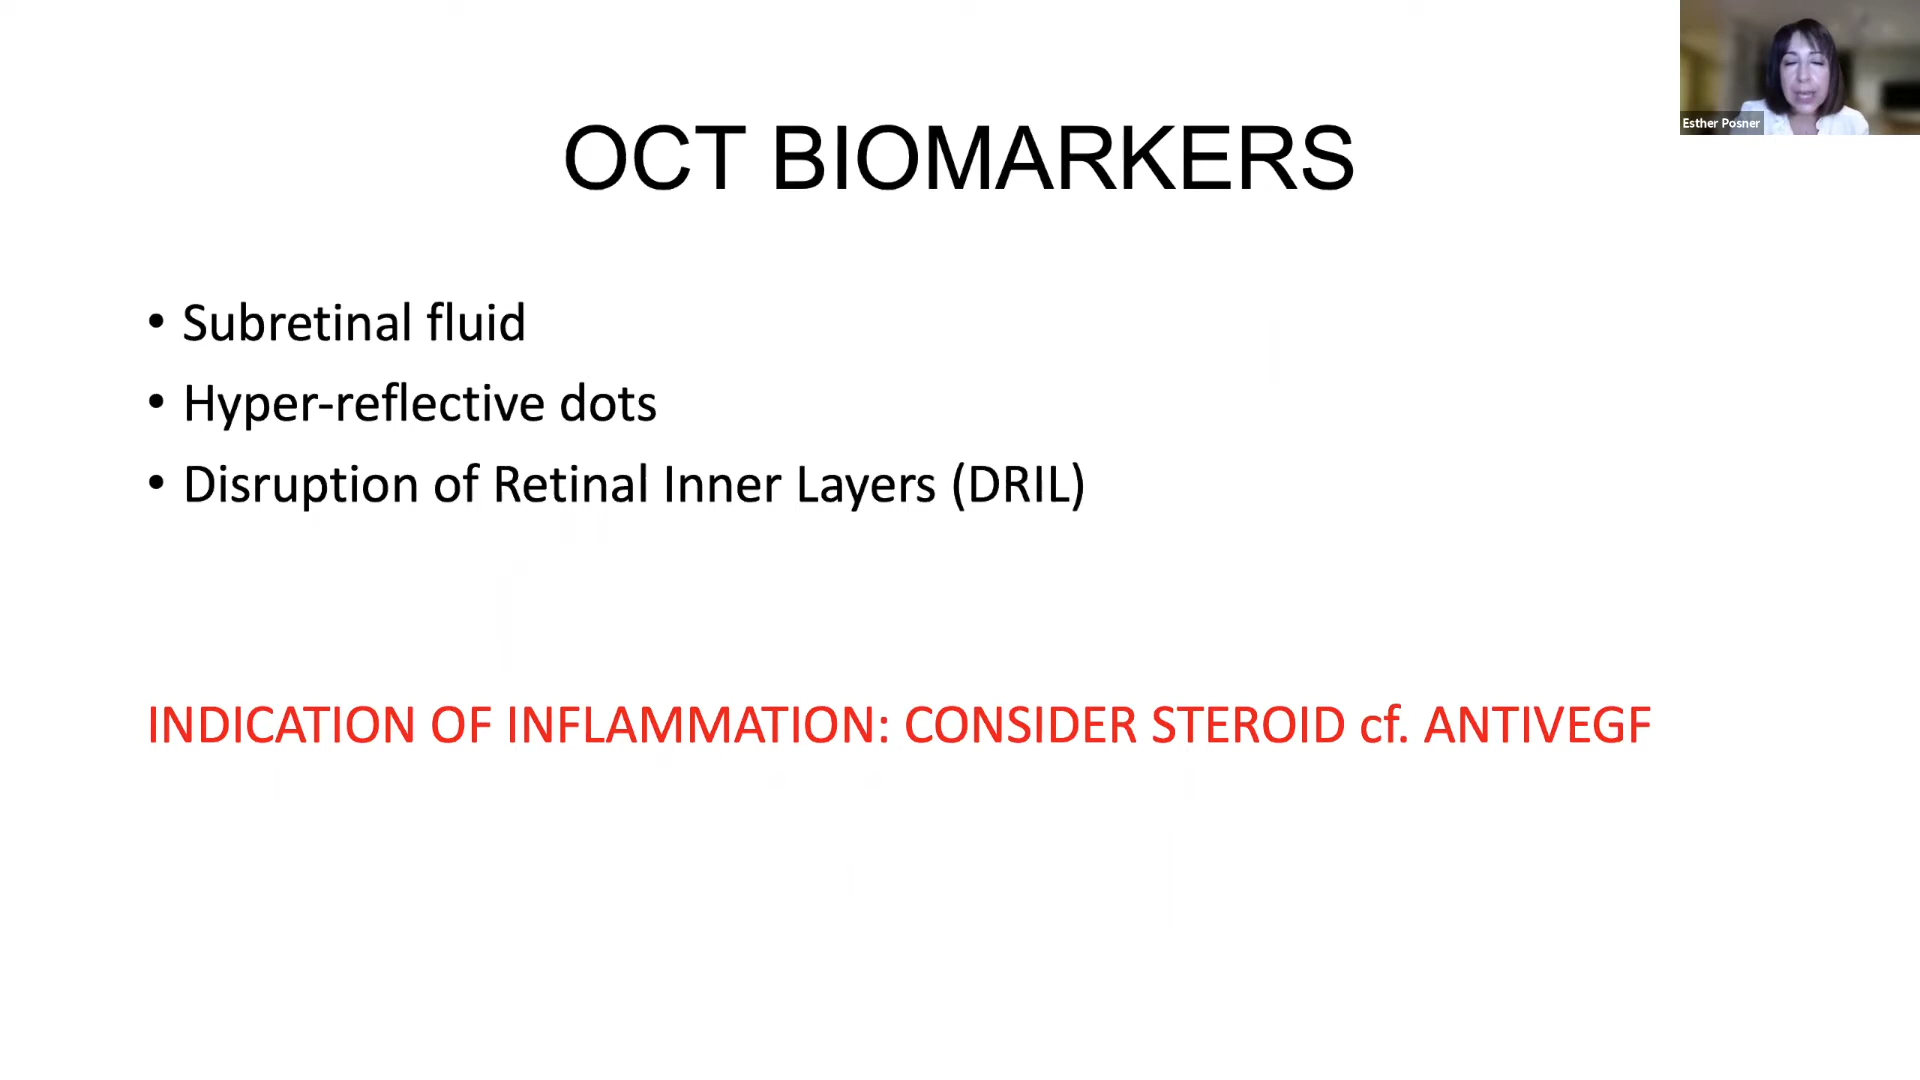 Esther Posner
OCT BIOMARKERS
• Subretinal fluid
• Hyper-reflective dots
• Disruption of Retinal Inner Layers (DRIL)
INDICATION OF INFLAMMATION: CONSIDER STEROID cf. ANTIVEGF